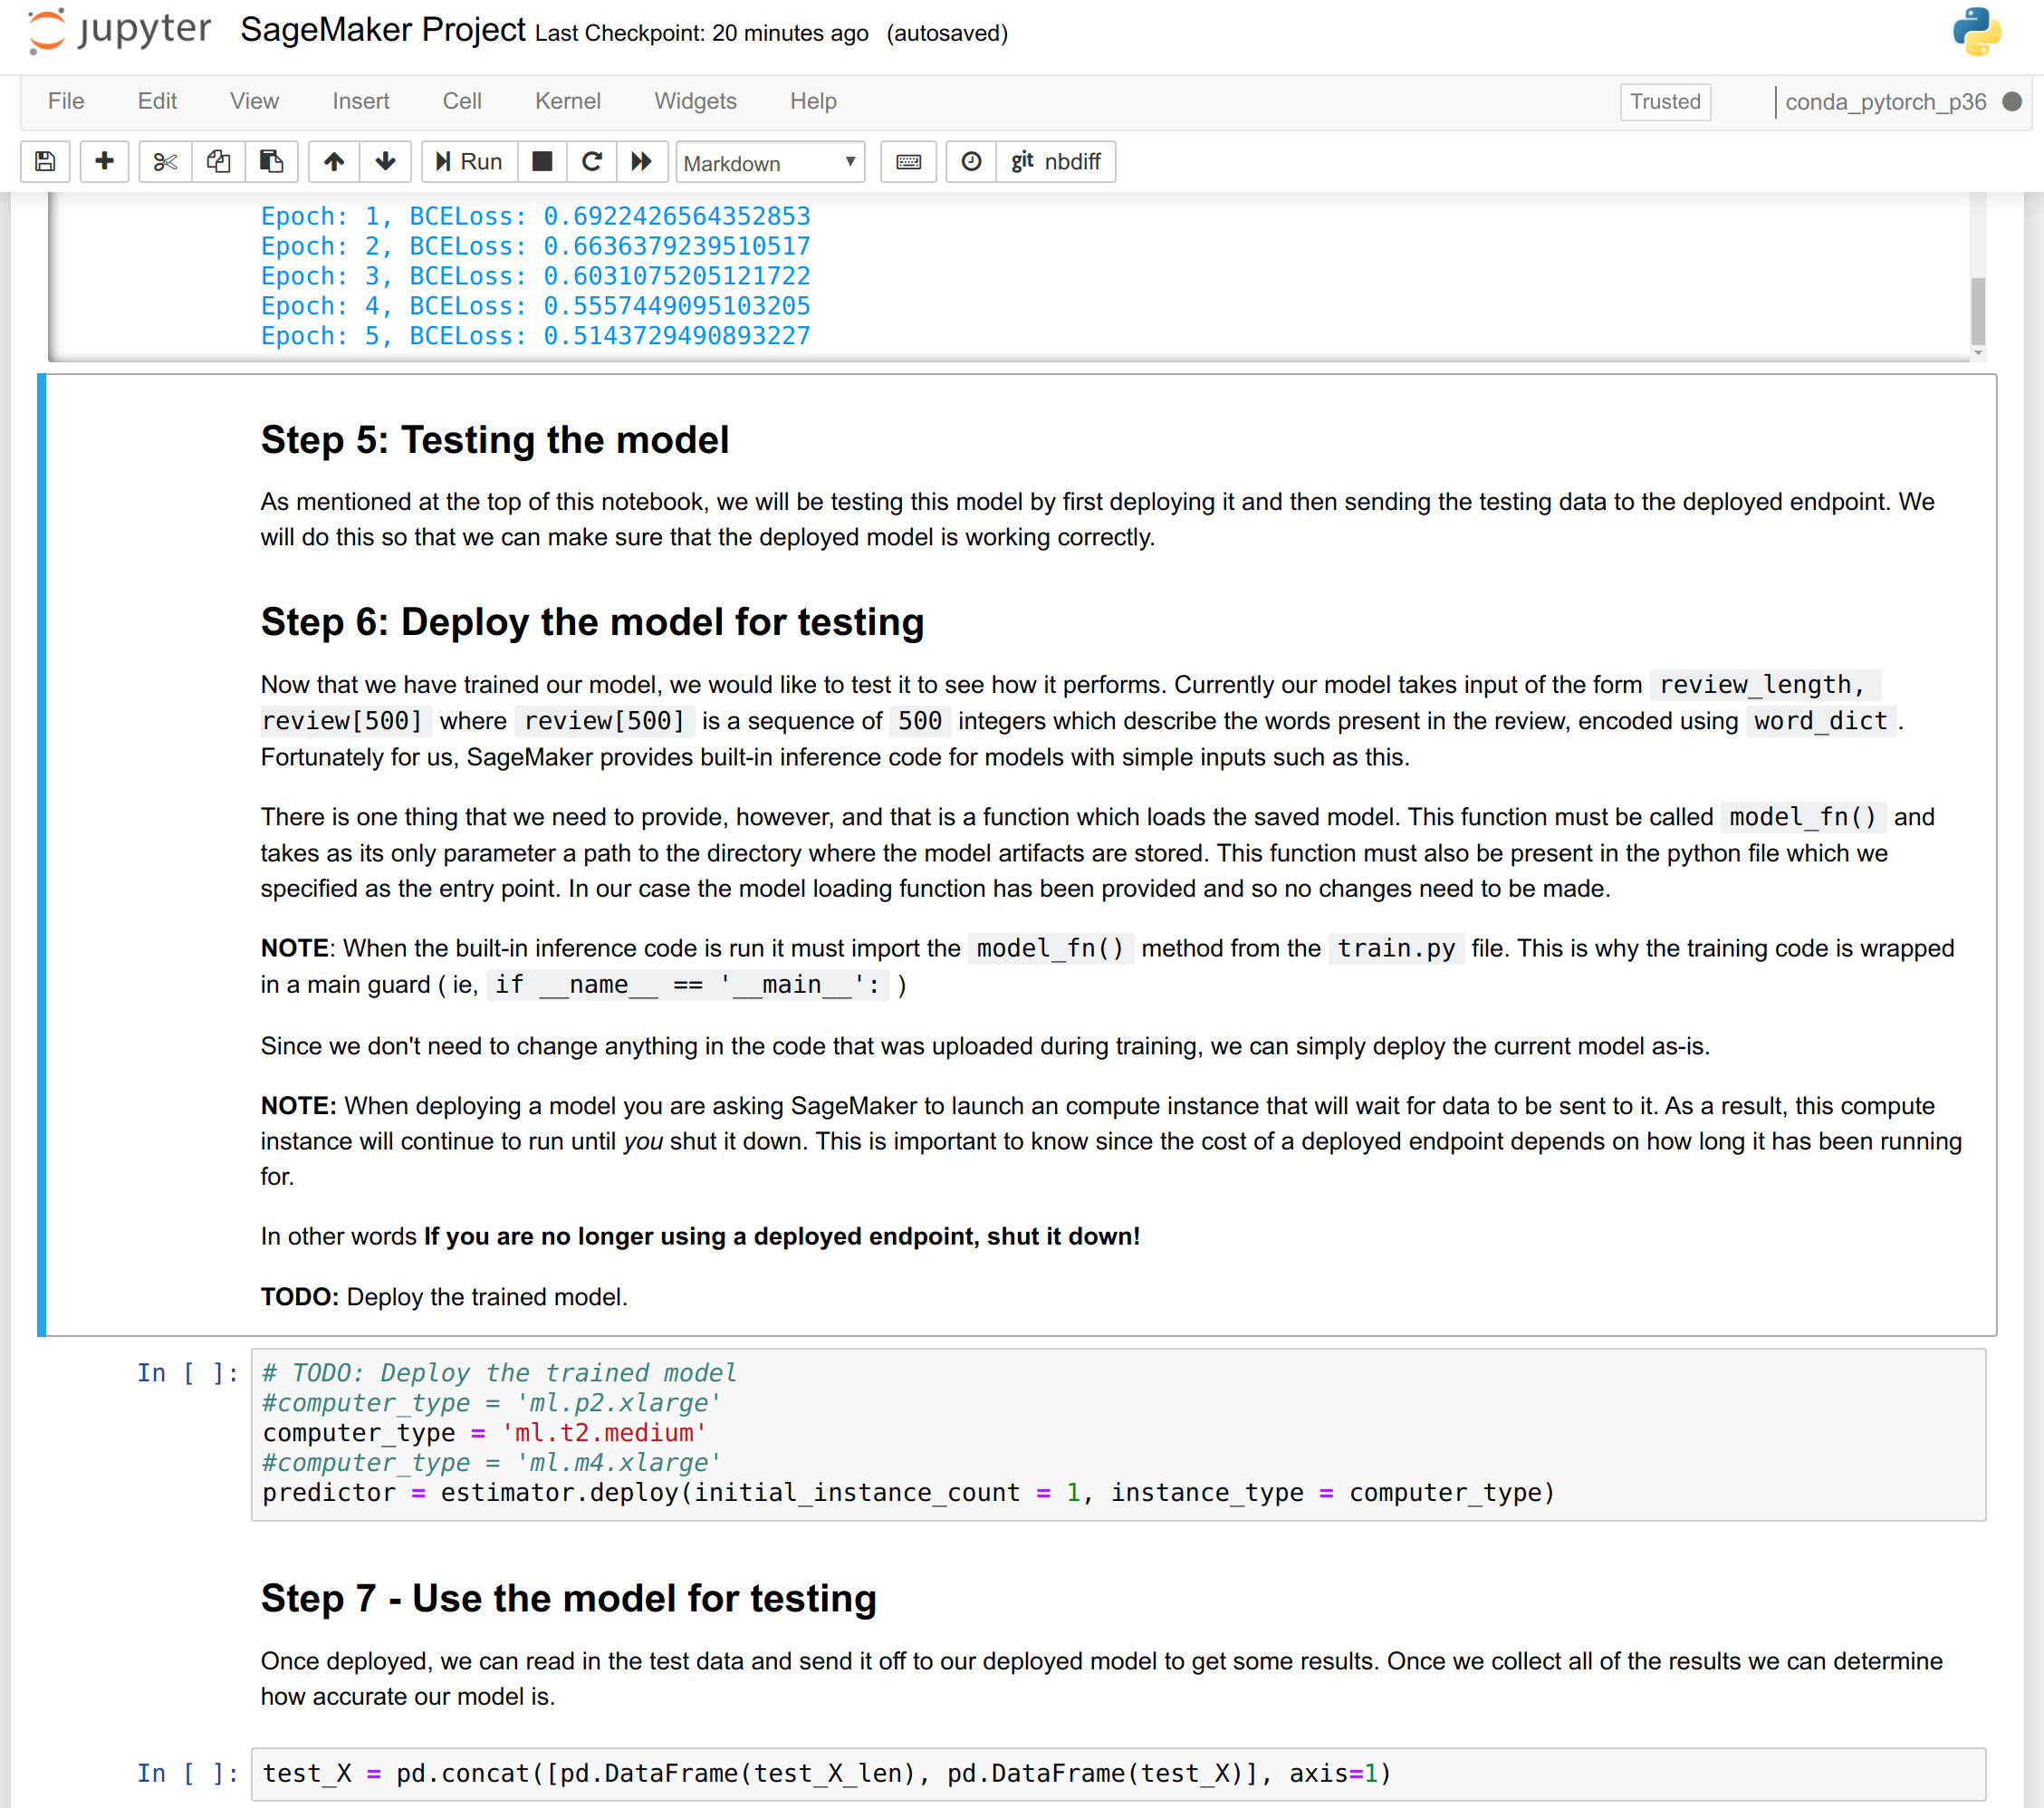 jupyter SageMaker Project Last Checkpoint: 20 minutes ago (autosaved)
File Edit View Insert Cell Kernel Widgets Help Trusted conda_pytorch_p36
Run Markdown git nbdiff
Epoch: 1, BCELoss: 0.6922426564352853
Epoch: 2, BCELoss: 0.6636379239510517
Epoch: 3, BCELoss: 0.6031075205121722
Epoch: 4, BCELoss: 0.5557449095103205
Epoch: 5, BCELoss: 0.5143729490893227
Step 5: Testing the model
As mentioned at the top of this notebook, we will be testing this model by first deploying it and then sending the testing data to the deployed endpoint. We
will do this so that we can make sure that the deployed model is working correctly.
Step 6: Deploy the model for testing
Now that we have trained our model, we would like to test it to see how it performs. Currently our model takes input of the form review_length,
review[500] where review[500] is a sequence of 500 integers which describe the words present in the review, encoded using word_dict .
Fortunately for us, SageMaker provides built-in inference code for models with simple inputs such as this.
There is one thing that we need to provide, however, and that is a function which loads the saved model. This function must be called model_fn() and
takes as its only parameter a path to the directory where the model artifacts are stored. This function must also be present in the python file which we
specified as the entry point. In our case the model loading function has been provided and so no changes need to be made.
NOTE: When the built-in inference code is run it must import the model_fn() method from the train.py file. This is why the training code is wrapped
in a main guard ( ie, if __name__ == '__main__': )
Since we don't need to change anything in the code that was uploaded during training, we can simply deploy the current model as-is.
NOTE: When deploying a model you are asking SageMaker to launch an compute instance that will wait for data to be sent to it. As a result, this compute
instance will continue to run until you shut it down. This is important to know since the cost of a deployed endpoint depends on how long it has been running
for.
In other words If you are no longer using a deployed endpoint, shut it down!
TODO: Deploy the trained model.
In [ ]: # TODO: Deploy the trained model
#computer_type = 'ml.p2.xlarge'
computer_type = 'ml.t2.medium'
#computer_type = 'ml.m4.xlarge'
predictor = estimator.deploy(initial_instance_count = 1, instance_type = computer_type)
Step 7 - Use the model for testing
Once deployed, we can read in the test data and send it off to our deployed model to get some results. Once we collect all of the results we can determine
how accurate our model is.
In [ ]: test_X = pd.concat([pd.DataFrame(test_X_len), pd.DataFrame(test_X)], axis=1)